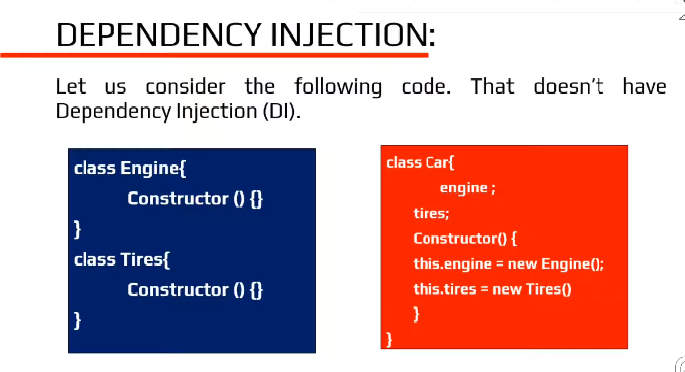 DEPENDENCY INJECTION:
Let us consider the following code. That doesn't have
Dependency Injection (DI).
class Engine{
Constructor () {}
}
class Tires{
Constructor () {}
}
class Car{
engine ;
tires;
Constructor() {
this.engine = new Engine();
this.tires = new Tires()
}
}